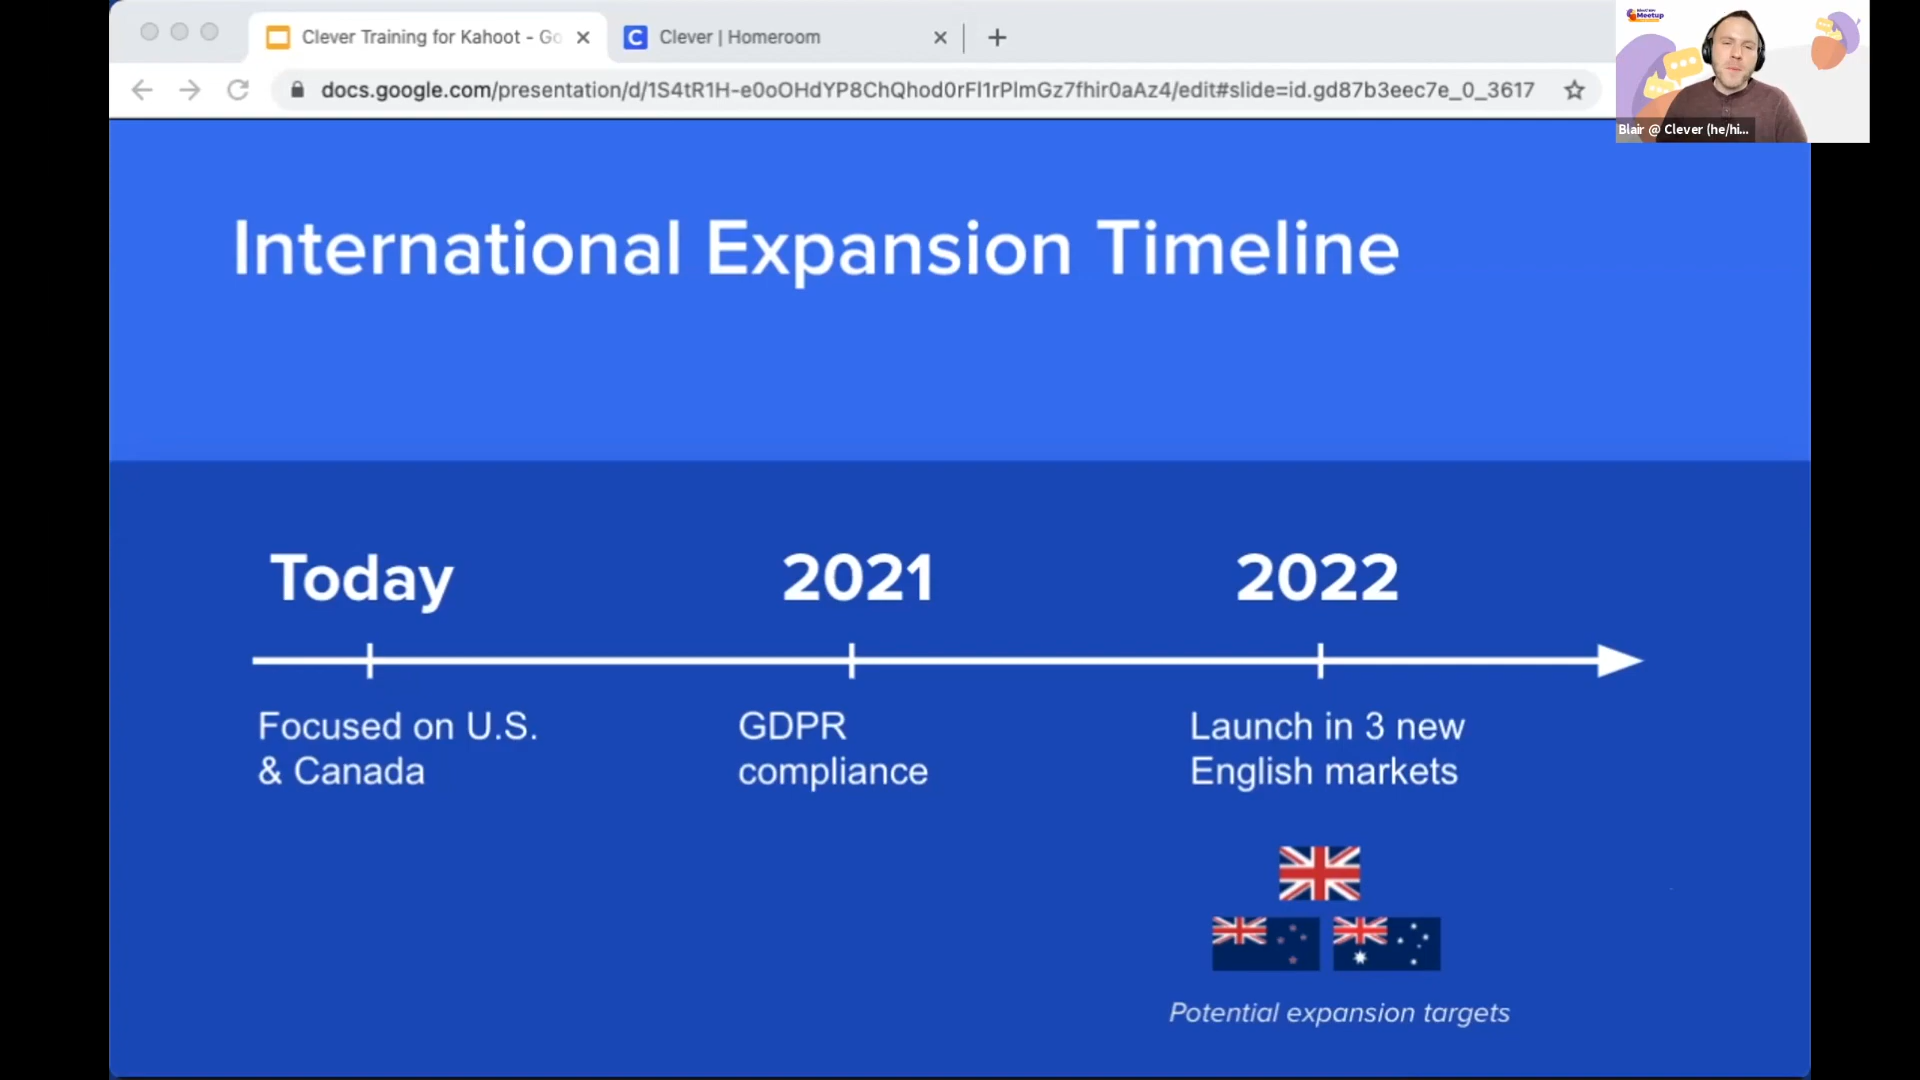 Clever Training for Kahoot - Go
Clever | Homeroom
docs.google.com/presentation/d/1S4tR1H-e0oOHdYP8ChQhod0rFl1rPlmGz7fhir0aAz4/edit#slide=id.gd87b3eec7e_0_3617
Meetup
Blair @ Clever (he/hi...
International Expansion Timeline
Today
2021
2022
Focused on U.S.
& Canada
GDPR
compliance
Launch in 3 new
English markets
Potential expansion targets